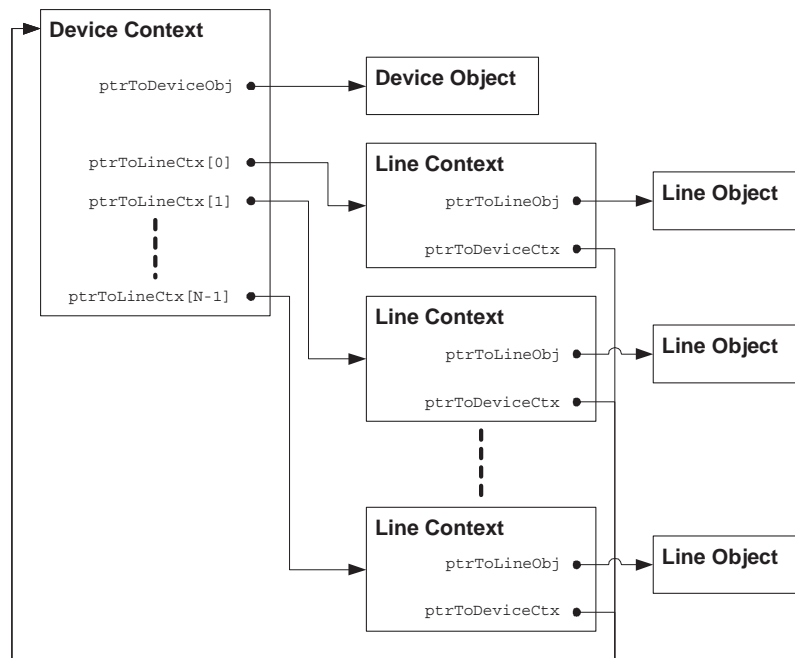 Device Context
ptrToDeviceObj
ptrToLineCtx[0]
ptrToLineCtx[1]
ptrToLineCtx[N-1]
Device Object
Line Context
ptrToLineObj
ptrToDeviceCtx
Line Object
Line Context
ptrToLineObj
ptrToDeviceCtx
Line Object
Line Context
ptrToLineObj
ptrToDeviceCtx
Line Object